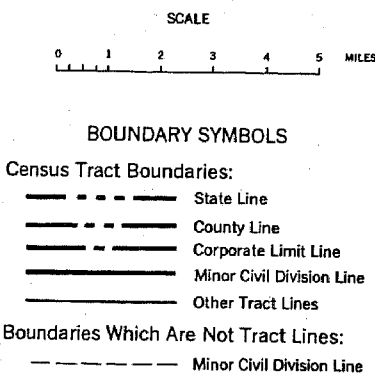 SCALE
0 1 2 3 4 5 MILES
BOUNDARY SYMBOLS
Census Tract Boundaries:
State Line
County Line
Corporate Limit Line
Minor Civil Division Line
Other Tract Lines
Boundaries Which Are Not Tract Lines:
Minor Civil Division Line